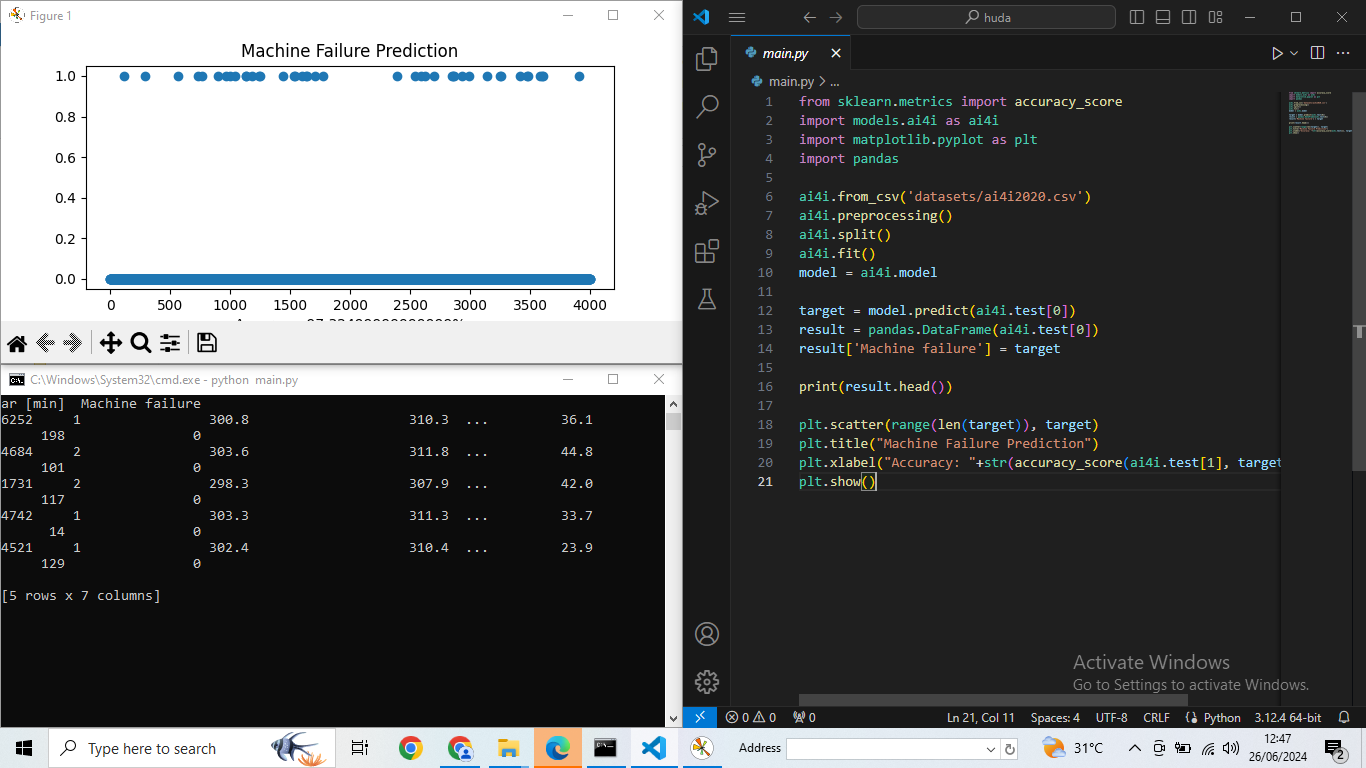 Figure 1
Machine Failure Prediction
1.0
0.8
0.6
0.4
0.2
0.0
0 500 1000 1500 2000 2500 3000 3500 4000
C:\Windows\System32\cmd.exe - python  main.py
ar [min]  Machine failure
6252     1                300.8                    310.3  ...         36.1
     198                0
4684     2                303.6                    311.8  ...         44.8
     101                0
1731     2                298.3                    307.9  ...         42.0
     117                0
4742     1                303.3                    311.3  ...         33.7
      14                0
4521     1                302.4                    310.4  ...         23.9
     129                0
[5 rows x 7 columns]
huda
main.py
main.py > ...
1 from sklearn.metrics import accuracy_score
2 import models.ai4i as ai4i
3 import matplotlib.pyplot as plt
4 import pandas
5
6 ai4i.from_csv('datasets/ai4i2020.csv')
7 ai4i.preprocessing()
8 ai4i.split()
9 ai4i.fit()
10 model = ai4i.model
11
12 target = model.predict(ai4i.test[0])
13 result = pandas.DataFrame(ai4i.test[0])
14 result['Machine failure'] = target
15
16 print(result.head())
17
18 plt.scatter(range(len(target)), target)
19 plt.title("Machine Failure Prediction")
20 plt.xlabel("Accuracy: "+str(accuracy_score(ai4i.test[1], target
21 plt.show()
Activate Windows
Go to Settings to activate Windows.
0 0 0 Ln 21, Col 11 Spaces: 4 UTF-8 CRLF Python 3.12.4 64-bit
Type here to search
Address
31°C
12:47
26/06/2024
2